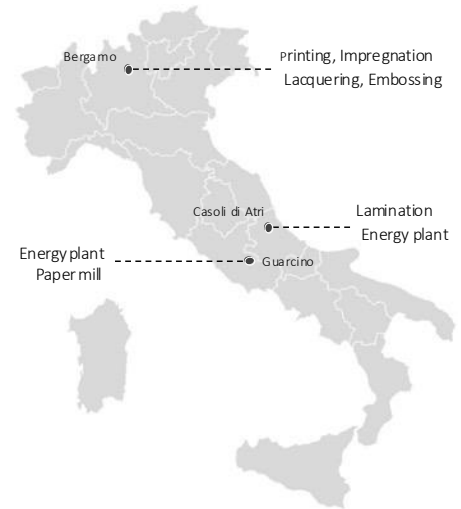 Bergamo
Printing, Impregnation
Lacquering, Embossing
Casoli di Atri
Lamination
Energy plant
Energy plant
Paper mill
Guarcino